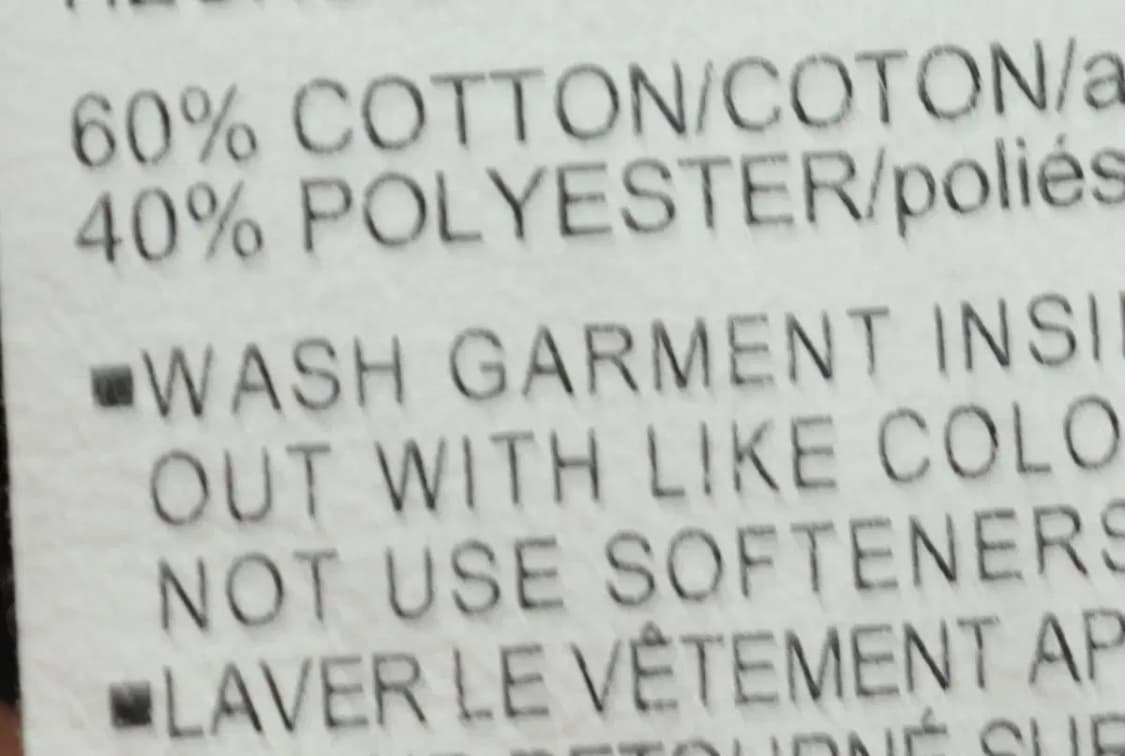 60% COTTON/COTON/a
40% POLYESTER/poliés
■WASH GARMENT INSI
OUT WITH LIKE COLO
NOT USE SOFTENERS
■LAVER LE VÊTEMENT AP